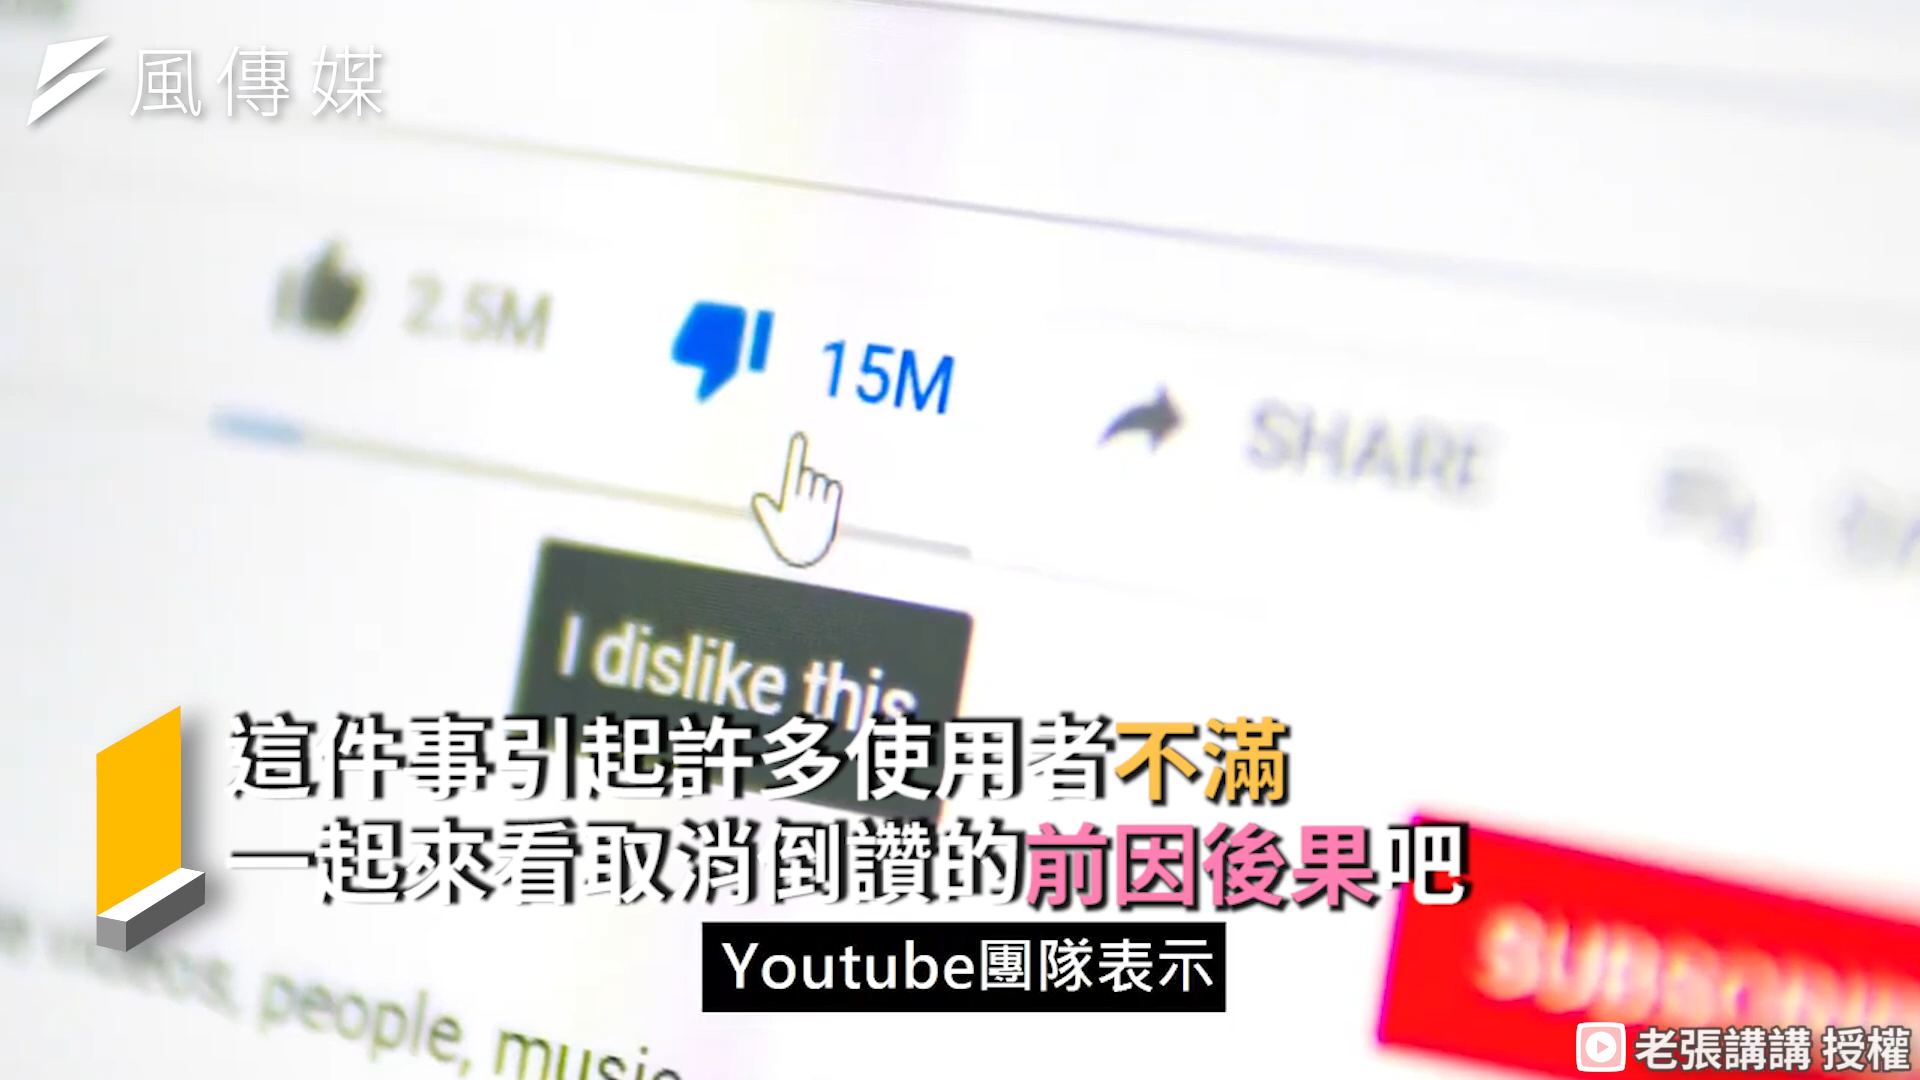 風傳媒
2.5M
15M
SHARE
I dislike this
這件事引起許多使用者不滿
一起來看取消倒讚的前因後果吧
Youtube團隊表示
videos, people, music
老張講講 授權